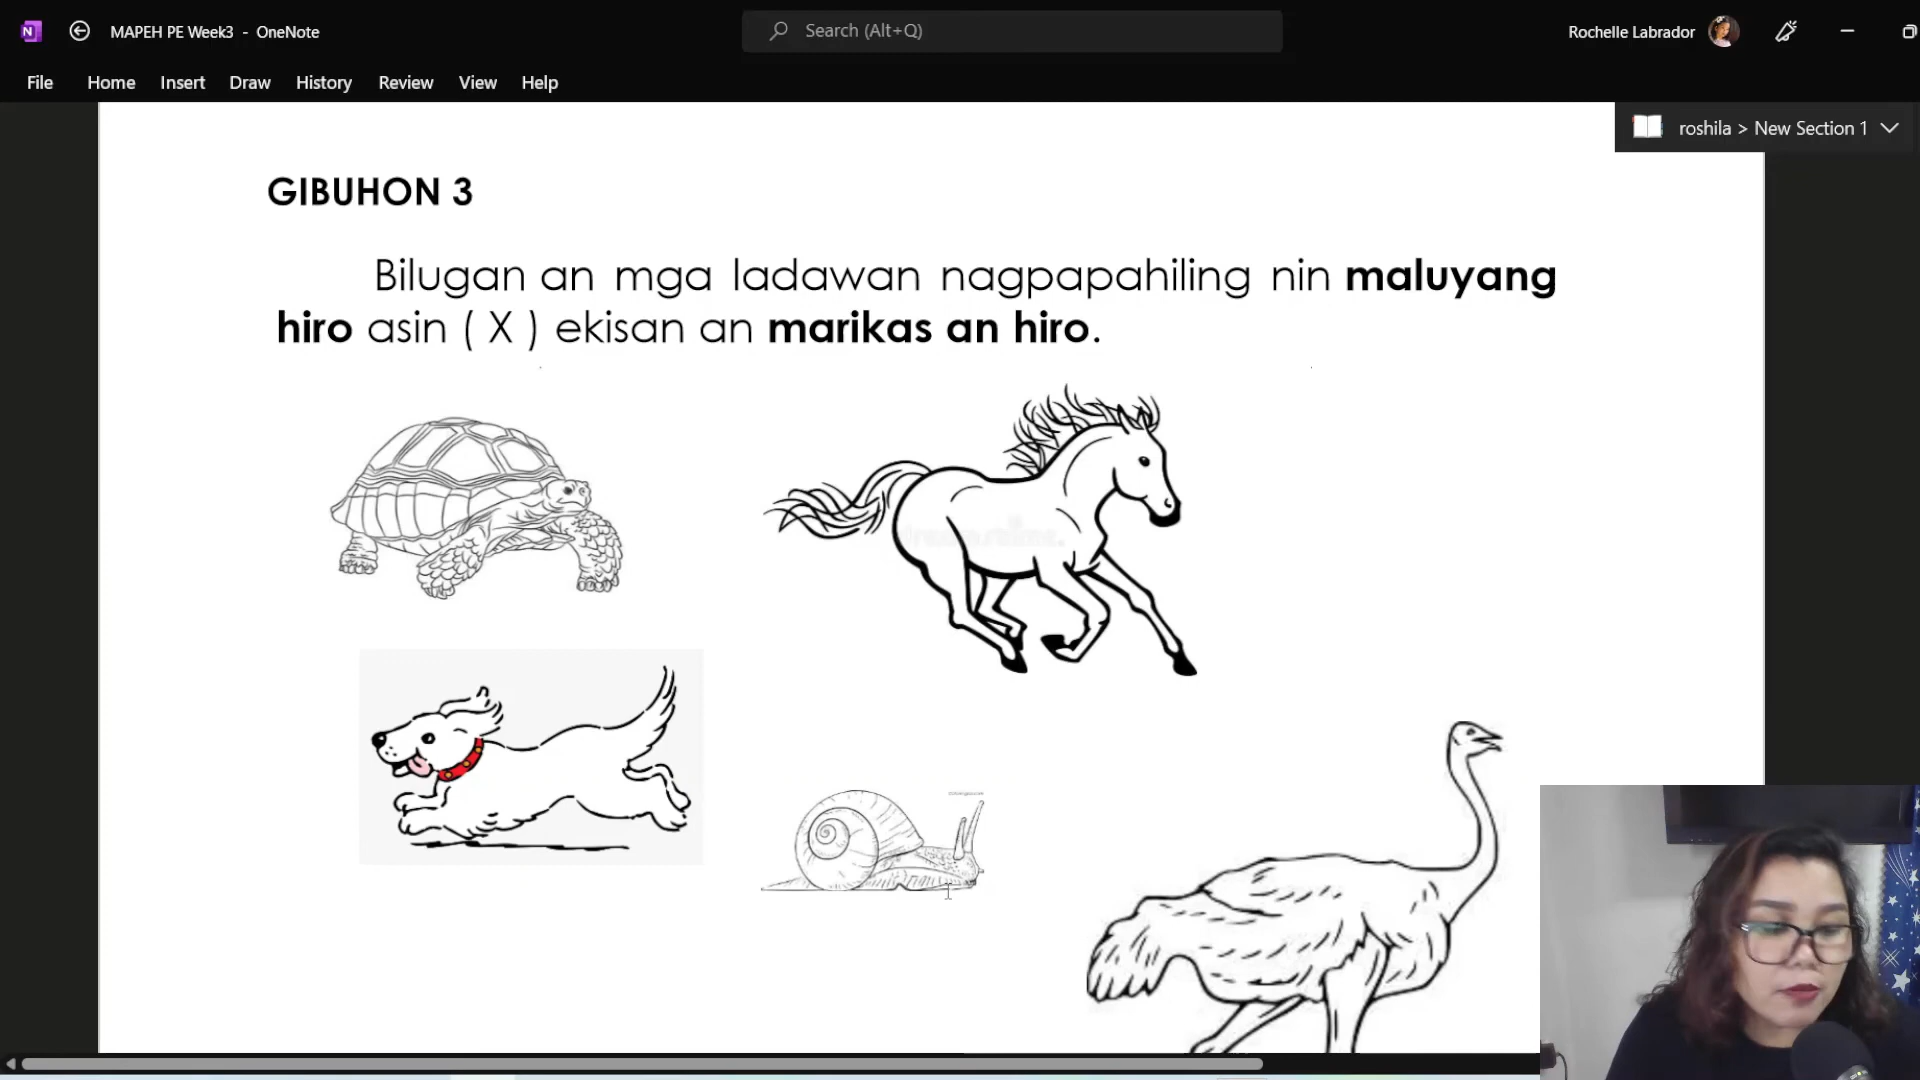 MAPEH PE Week3 - OneNote
Search (Alt+Q)
Rochelle Labrador
File Home Insert Draw History Review View Help
roshila > New Section 1
GIBUHON 3
Bilugan an mga ladawan nagpapahiling nin maluyang
hiro asin ( X ) ekisan an marikas an hiro.